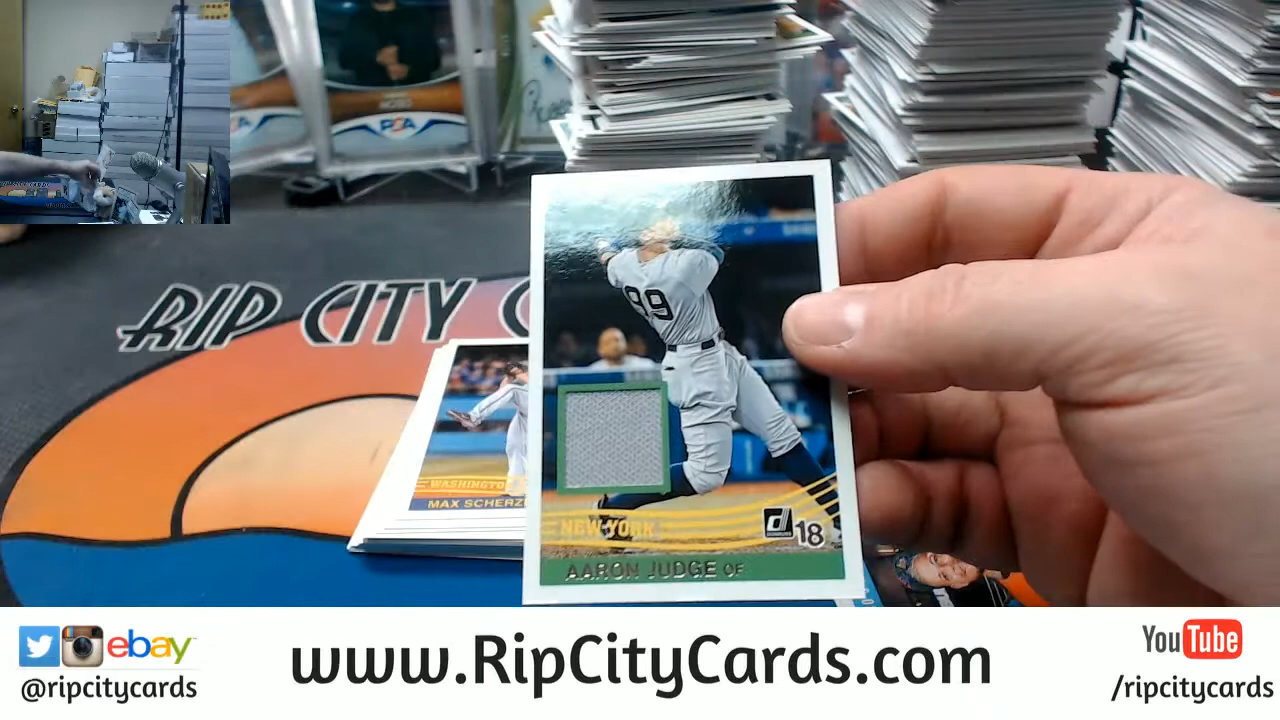 PSA
RIP CITY C
99
WASHINGTO
MAX SCHERZ
NEW YORK
d
DONRUSS
18
AARON JUDGE OF
ebay
@ripcitycards
www.RipCityCards.com
YouTube
/ripcitycards